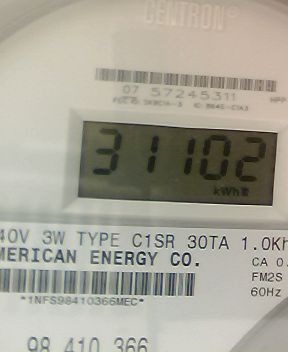 CENTRON®
07 57245311
31102
kWh
40V 3W TYPE C1SR 30TA 1.0Kh
MERICAN ENERGY CO.
CA 0.
FM2S
*1NFS98410366MEC*
60Hz
98 410 366